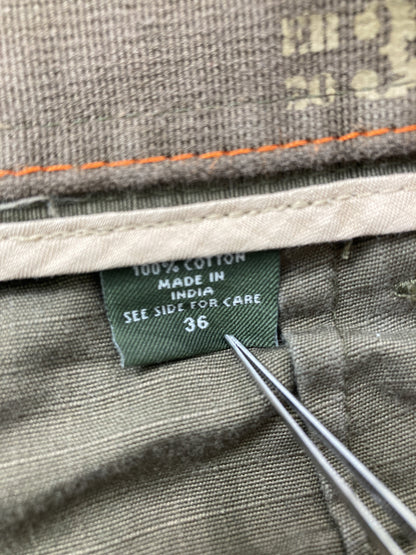 100% COTTON
MADE IN
INDIA
SEE SIDE FOR CARE
36